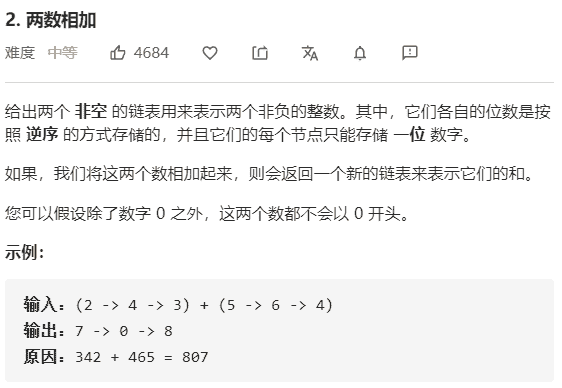 2. 两数相加
难度 中等 4684
给出两个 非空 的链表用来表示两个非负的整数。其中，它们各自的位数是按
照 逆序 的方式存储的，并且它们的每个节点只能存储 一位 数字。
如果，我们将这两个数相加起来，则会返回一个新的链表来表示它们的和。
您可以假设除了数字 0 之外，这两个数都不会以 0 开头。
示例：
输入：(2 -> 4 -> 3) + (5 -> 6 -> 4)
输出：7 -> 0 -> 8
原因：342 + 465 = 807